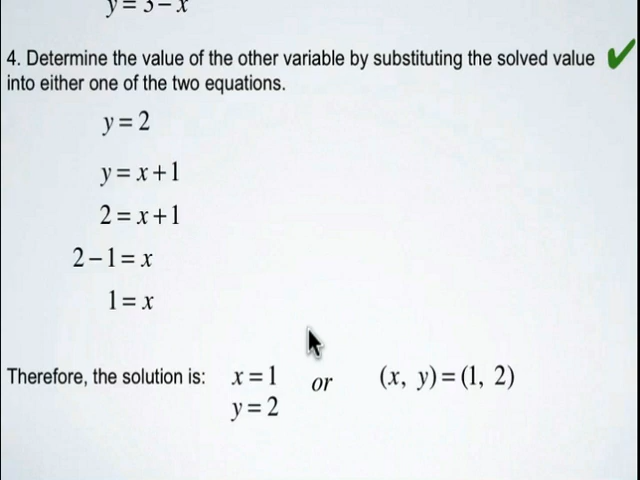 y = 3 − x
4. Determine the value of the other variable by substituting the solved value
into either one of the two equations.
y = 2
y = x + 1
2 = x + 1
2 − 1 = x
1 = x
Therefore, the solution is: x = 1 or (x, y) = (1, 2)
y = 2